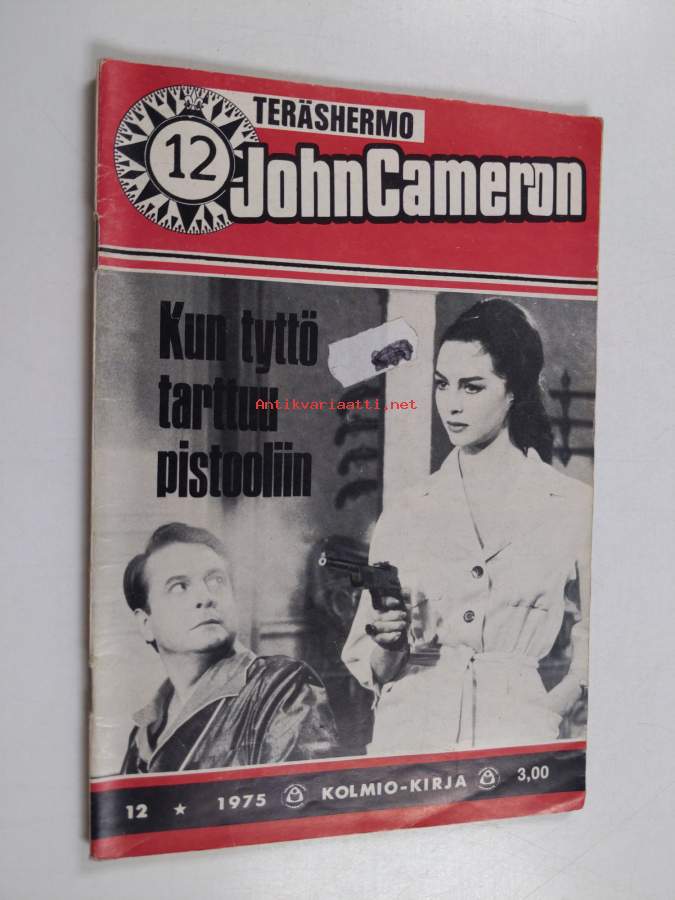 TERÄSHERMO
12
JohnCameron
Kun tyttö
tarttuu
pistooliin
Antikvariaatti.net
12 ★ 1975 KOLMIO-KIRJA 3,00